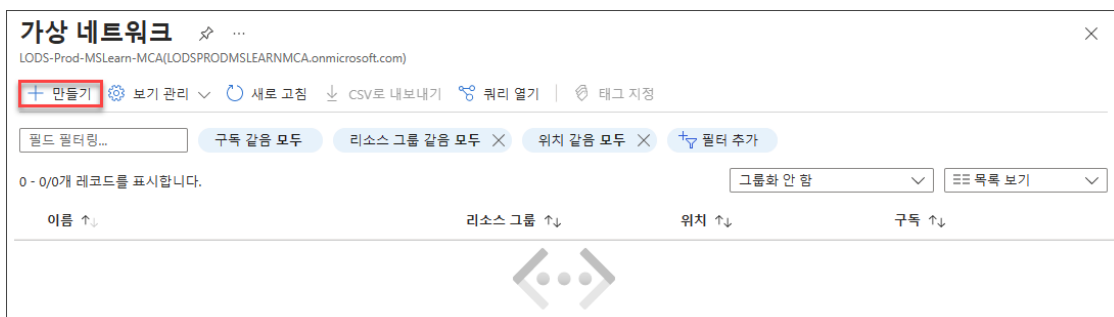 가상 네트워크
LODS-Prod-MSLearn-MCA(LODSPRODMSLEARNMCA.onmicrosoft.com)
만들기 보기 관리 새로 고침 CSV로 내보내기 쿼리 열기 태그 지정
필드 필터링... 구독 같음 모두 리소스 그룹 같음 모두 위치 같음 모두 필터 추가
0 - 0/0개 레코드를 표시합니다. 그룹화 안 함 목록 보기
이름 리소스 그룹 위치 구독